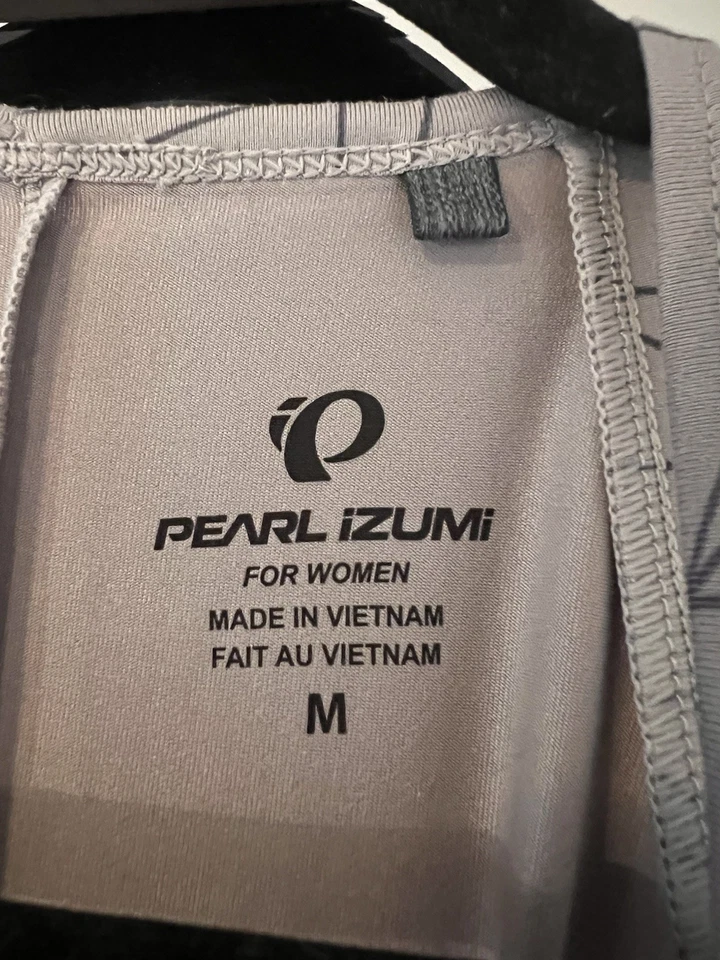 PEARL iZUMi
FOR WOMEN
MADE IN VIETNAM
FAIT AU VIETNAM
M